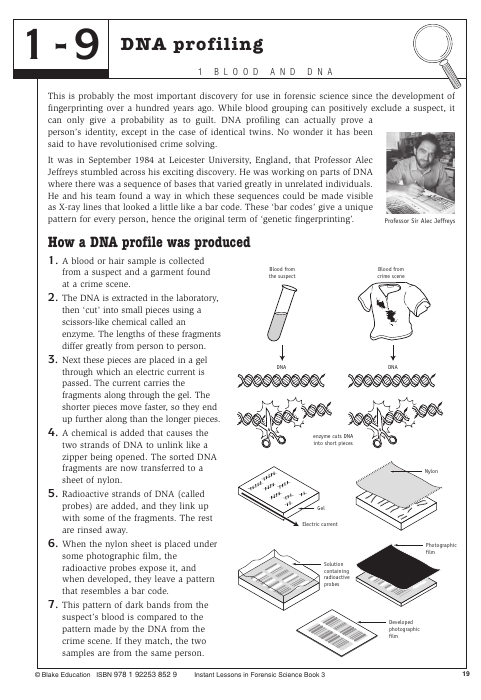 1 - 9
DNA profiling
1 BLOOD AND DNA
This is probably the most important discovery for use in forensic science since the development of
fingerprinting over a hundred years ago. While blood grouping can positively exclude a suspect, it
can only give a probability as to guilt. DNA profiling can actually prove a
person's identity, except in the case of identical twins. No wonder it has been
said to have revolutionised crime solving.
It was in September 1984 at Leicester University, England, that Professor Alec
Jeffreys stumbled across his exciting discovery. He was working on parts of DNA
where there was a sequence of bases that varied greatly in unrelated individuals.
He and his team found a way in which these sequences could be made visible
as X-ray lines that looked a little like a bar code. These 'bar codes' give a unique
pattern for every person, hence the original term of 'genetic fingerprinting'.
Professor Sir Alec Jeffreys
How a DNA profile was produced
1. A blood or hair sample is collected
from a suspect and a garment found
at a crime scene.
2. The DNA is extracted in the laboratory,
then 'cut' into small pieces using a
scissors-like chemical called an
enzyme. The lengths of these fragments
differ greatly from person to person.
3. Next these pieces are placed in a gel
through which an electric current is
passed. The current carries the
fragments along through the gel. The
shorter pieces move faster, so they end
up further along than the longer pieces.
4. A chemical is added that causes the
two strands of DNA to unlink like a
zipper being opened. The sorted DNA
fragments are now transferred to a
sheet of nylon.
5. Radioactive strands of DNA (called
probes) are added, and they link up
with some of the fragments. The rest
are rinsed away.
6. When the nylon sheet is placed under
some photographic film, the
radioactive probes expose it, and
when developed, they leave a pattern
that resembles a bar code.
7. This pattern of dark bands from the
suspect's blood is compared to the
pattern made by the DNA from the
crime scene. If they match, the two
samples are from the same person.
Blood from
the suspect
Blood from
crime scene
DNA
DNA
enzyme cuts DNA
into short pieces
Gel
Electric current
Nylon
Solution
containing
radioactive
probes
Photographic
film
Developed
photographic
film
© Blake Education ISBN 978 1 92253 852 9 Instant Lessons in Forensic Science Book 3
19